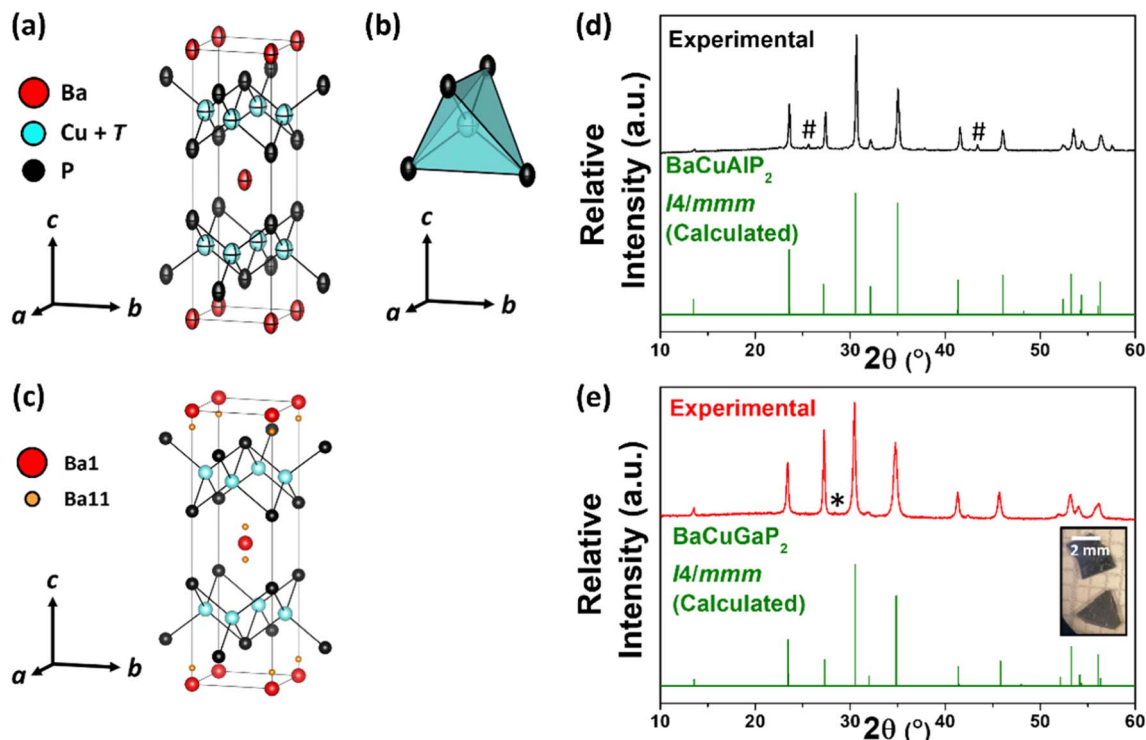 (a)
Ba
Cu + T
P
c
a
b
(b)
c
a
b
(c)
Ba1
Ba11
c
a
b
(d)
Relative
Intensity (a.u.)
Experimental
#
#
BaCuAlP2
I4/mmm
(Calculated)
10
20
30
40
50
60
2θ (°)
(e)
Relative
Intensity (a.u.)
Experimental
*
BaCuGaP2
I4/mmm
(Calculated)
2 mm
10
20
30
40
50
60
2θ (°)